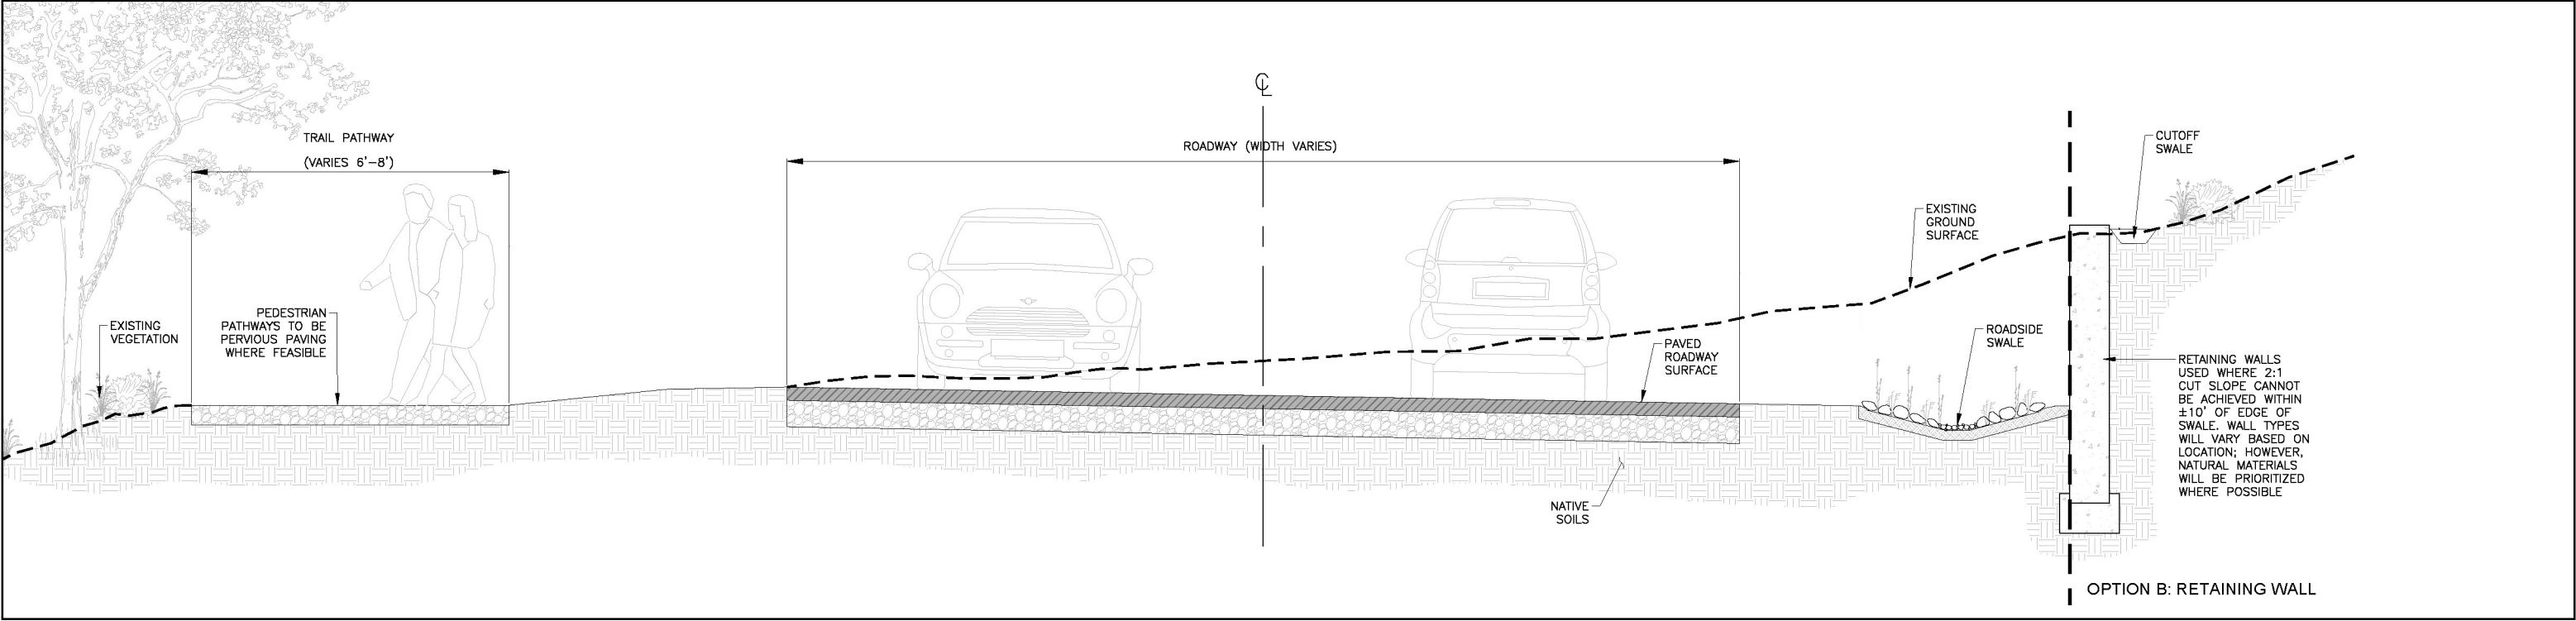 ℄
TRAIL PATHWAY
(VARIES 6'-8')
ROADWAY (WIDTH VARIES)
CUTOFF
SWALE
EXISTING
GROUND
SURFACE
EXISTING
VEGETATION
PEDESTRIAN
PATHWAYS TO BE
PERVIOUS PAVING
WHERE FEASIBLE
PAVED
ROADWAY
SURFACE
ROADSIDE
SWALE
RETAINING WALLS
USED WHERE 2:1
CUT SLOPE CANNOT
BE ACHIEVED WITHIN
±10' OF EDGE OF
SWALE. WALL TYPES
WILL VARY BASED ON
LOCATION; HOWEVER,
NATURAL MATERIALS
WILL BE PRIORITIZED
WHERE POSSIBLE
NATIVE
SOILS
OPTION B: RETAINING WALL